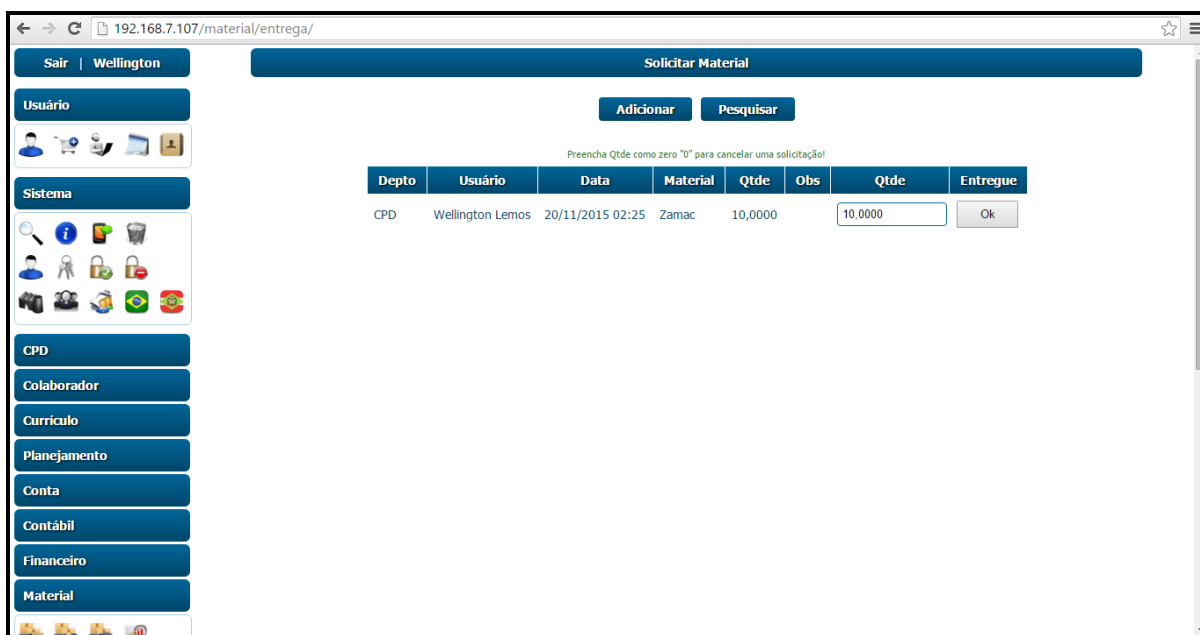 192.168.7.107/material/entrega/
Sair | Wellington
Solicitar Material
Usuário
Adicionar Pesquisar
Preencha Qtde como zero "0" para cancelar uma solicitação!
Depto Usuário Data Material Qtde Obs Qtde Entregue
Sistema
CPD Wellington Lemos 20/11/2015 02:25 Zamac 10,0000 10,0000 Ok
CPD
Colaborador
Currículo
Planejamento
Conta
Contábil
Financeiro
Material